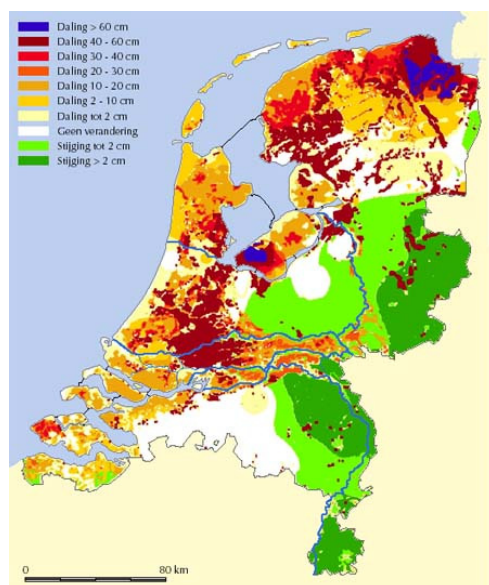 Daling > 60 cm
Daling 40 - 60 cm
Daling 30 - 40 cm
Daling 20 - 30 cm
Daling 10 - 20 cm
Daling 2 - 10 cm
Daling tot 2 cm
Geen verandering
Stijging tot 2 cm
Stijging > 2 cm
0 80 km